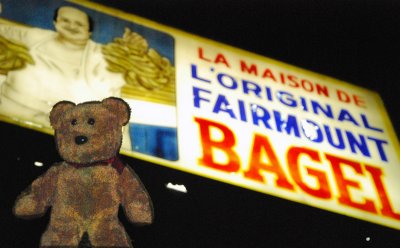 LA MAISON DE
L'ORIGINAL
FAIRMOUNT
BAGEL